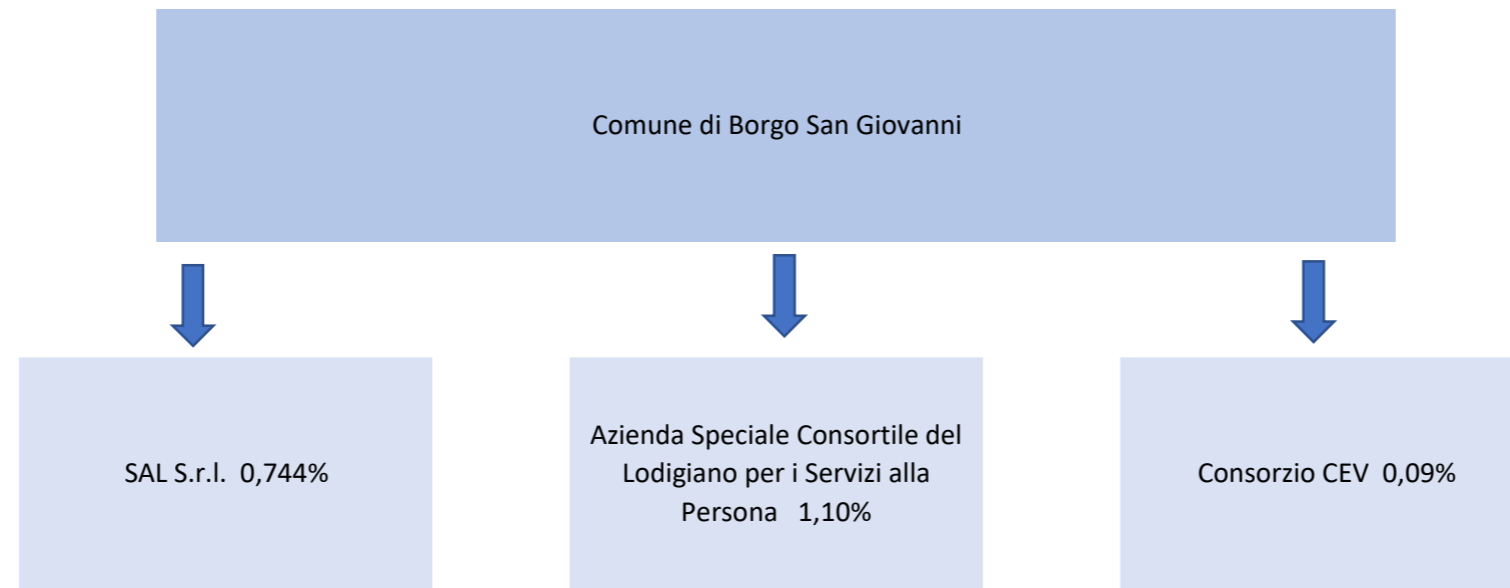 Comune di Borgo San Giovanni
SAL S.r.l. 0,744%
Azienda Speciale Consortile del
Lodigiano per i Servizi alla
Persona 1,10%
Consorzio CEV 0,09%